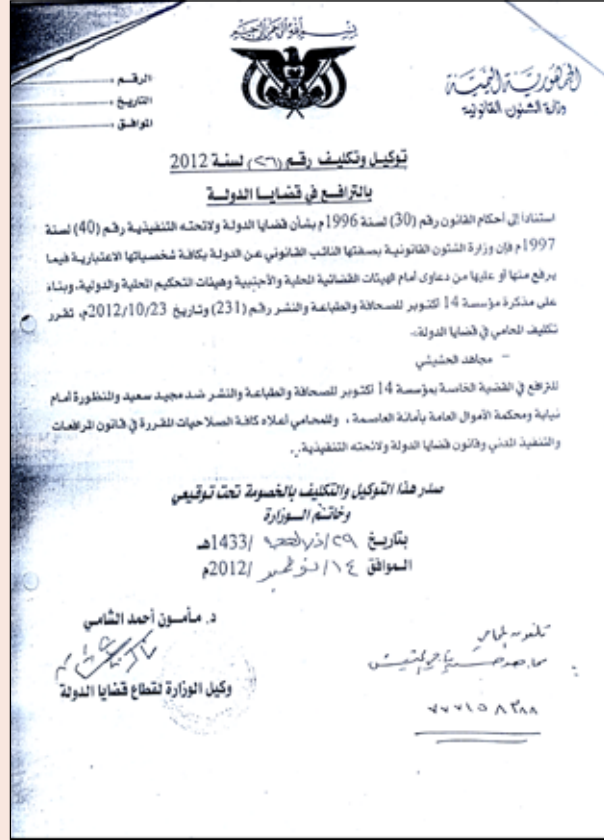 بسم الله الرحمن الرحيم
الجمهورية اليمنية
وزارة الشئون القانونية
الرقم :
التاريخ :
الموافق :
توكيل وتكليف رقم (٢٦) لسنة 2012
بالترافع في قضايا الدولة
استناداً إلى أحكام القانون رقم (30) لسنة 1996م بشأن قضايا الدولة ولائحته التنفيذية رقم (40) لسنة
1997م فإن وزارة الشئون القانونية بصفتها النائب القانوني عن الدولة بكافة شخصياتها الاعتبارية فيما
يرفع منها أو عليها من دعاوى أمام الهيئات القضائية المحلية والأجنبية وهيئات التحكيم المحلية والدولية، وبناء
على مذكرة مؤسسة 14 أكتوبر للصحافة والطباعة والنشر رقم (231) وتاريخ 2012/10/23م، تقرر
تكليف المحامي في قضايا الدولة:-
- مجاهد الحشيشي
للترافع في القضية الخاصة بمؤسسة 14 أكتوبر للصحافة والطباعة والنشر ضد مجيد سعيد والمنظورة أمام
نيابة ومحكمة الأموال العامة بأمانة العاصمة ، وللمحامي أعلاه كافة الصلاحيات المقررة في قانون المرافعات
والتنفيذ المدني وقانون قضايا الدولة ولائحته التنفيذية..
صدر هذا التوكيل والتكليف بالخصومة تحت توقيعي
وخاتم الوزارة
بتاريخ ٢٩/ذو الحجة /1433هـ
الموافق ١٤/نوفمبر /2012م
د. مأمون أحمد الشامي
وكيل الوزارة لقطاع قضايا الدولة
٧٧٧١٥٨٣٨٨